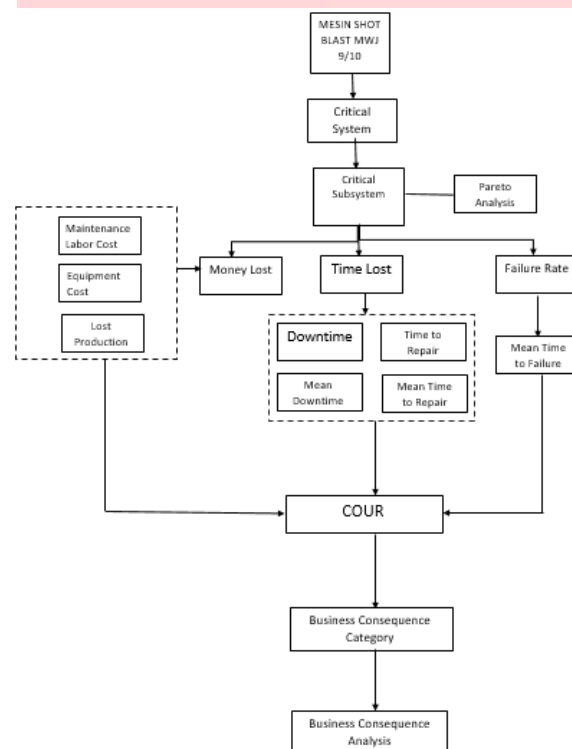 MESIN SHOT
BLAST MWJ
9/10
Critical
System
Critical
Subsystem
Pareto
Analysis
Maintenance
Labor Cost
Equipment
Cost
Lost
Production
Money Lost
Time Lost
Failure Rate
Downtime
Time to
Repair
Mean
Downtime
Mean Time
to Repair
Mean Time
to Failure
COUR
Business Consequence
Category
Business Consequence
Analysis